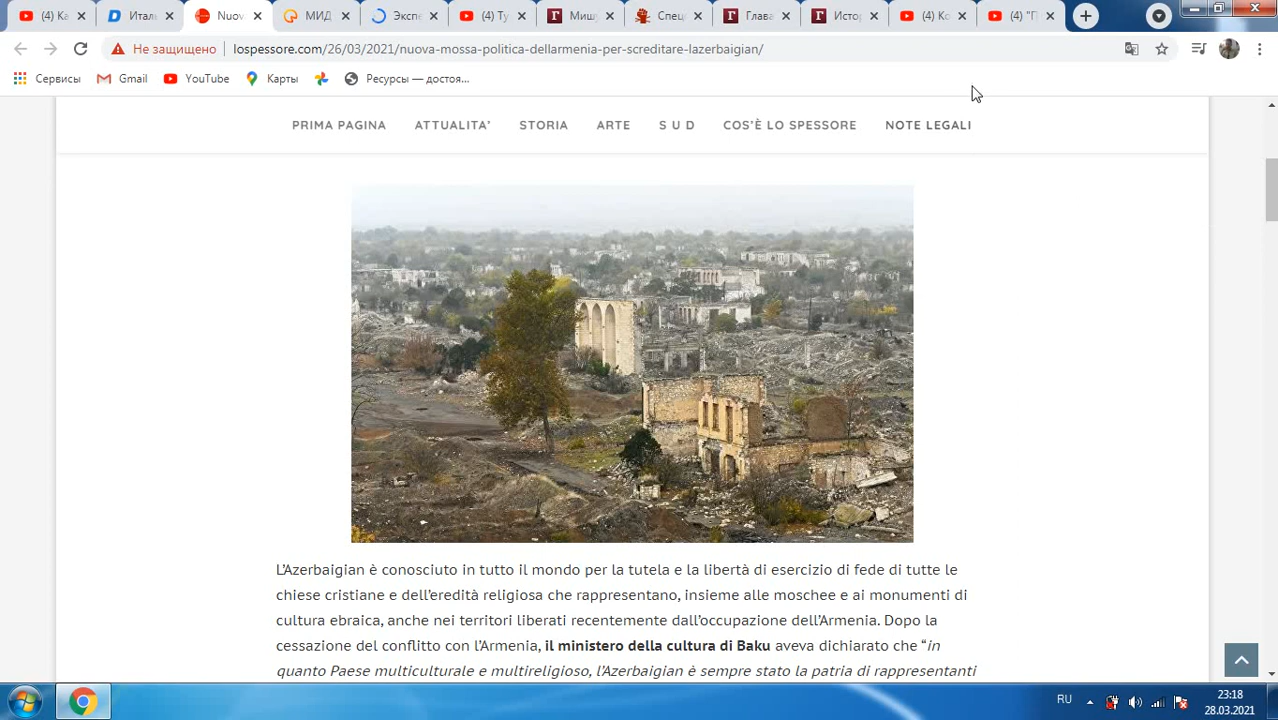 (4) Ка
Итал
Nuov
МИД
Экспе
(4) Ту
Миш
Спец
Глава
Исто
(4) "Г
Не защищено
lospessore.com/26/03/2021/nuova-mossa-politica-dellarmenia-per-screditare-lazerbaigian/
Сервисы
Gmail
YouTube
Карты
Ресурсы — достоя...
PRIMA PAGINA
ATTUALITA'
STORIA
ARTE
S U D
COS'È LO SPESSORE
NOTE LEGALI
L'Azerbaigian è conosciuto in tutto il mondo per la tutela e la libertà di esercizio di fede di tutte le
chiese cristiane e dell'eredità religiosa che rappresentano, insieme alle moschee e ai monumenti di
cultura ebraica, anche nei territori liberati recentemente dall'occupazione dell'Armenia. Dopo la
cessazione del conflitto con l'Armenia, il ministero della cultura di Baku aveva dichiarato che "in
quanto Paese multiculturale e multireligioso, l'Azerbaigian è sempre stato la patria di rappresentanti
RU
23:18
28.03.2021